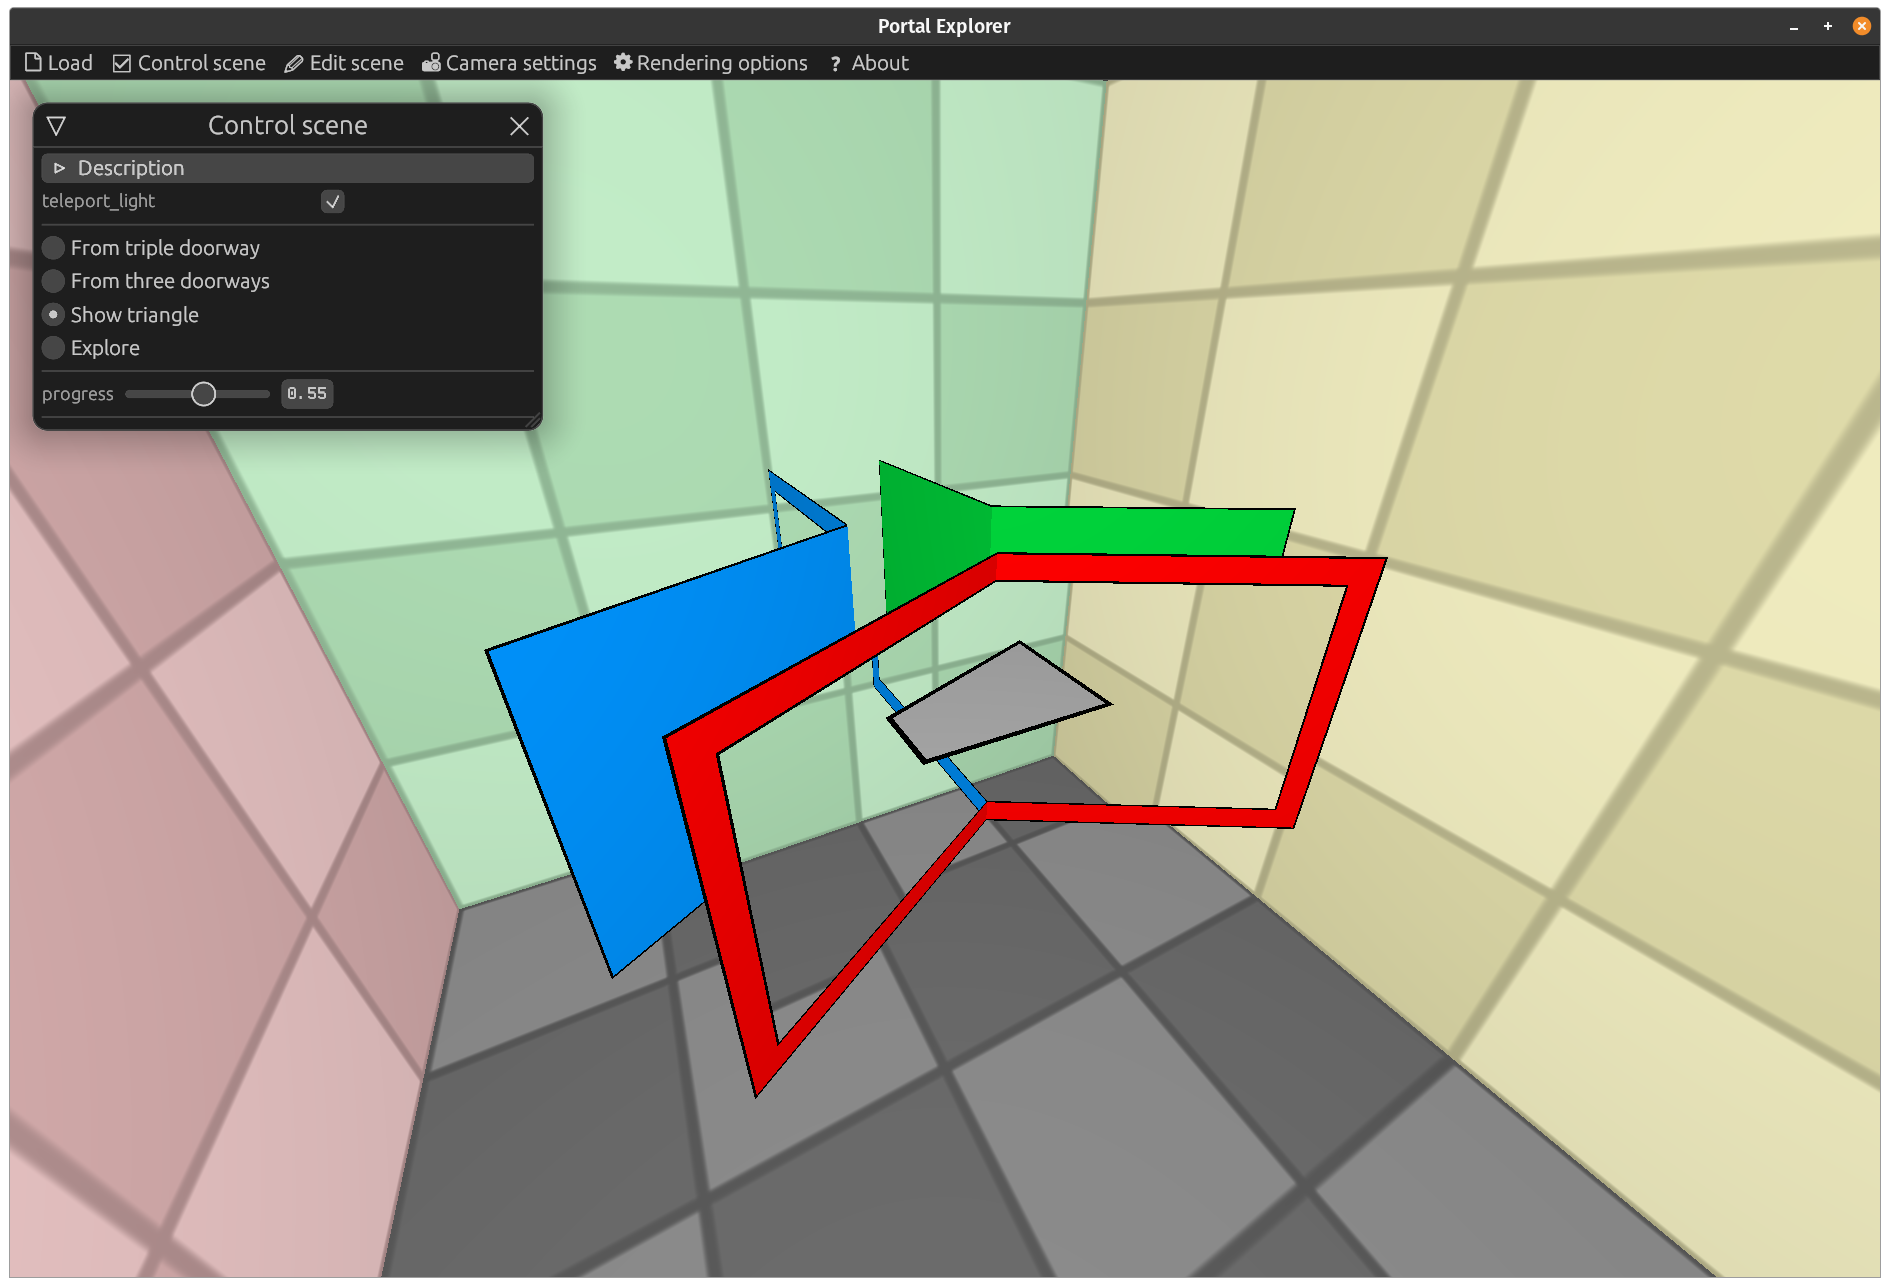 Portal Explorer
Load Control scene Edit scene Camera settings Rendering options ? About
Control scene
Description
teleport_light
From triple doorway
From three doorways
Show triangle
Explore
progress 0.55